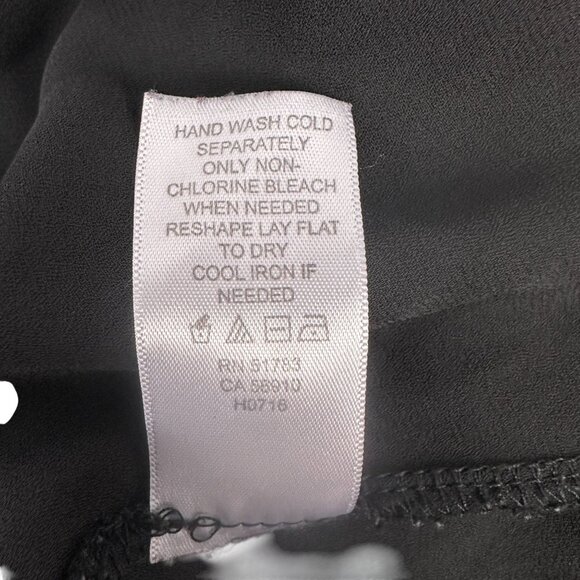 HAND WASH COLD
SEPARATELY
ONLY NON-
CHLORINE BLEACH
WHEN NEEDED
RESHAPE LAY FLAT
TO DRY
COOL IRON IF
NEEDED
RN 51783
CA 56910
H0716